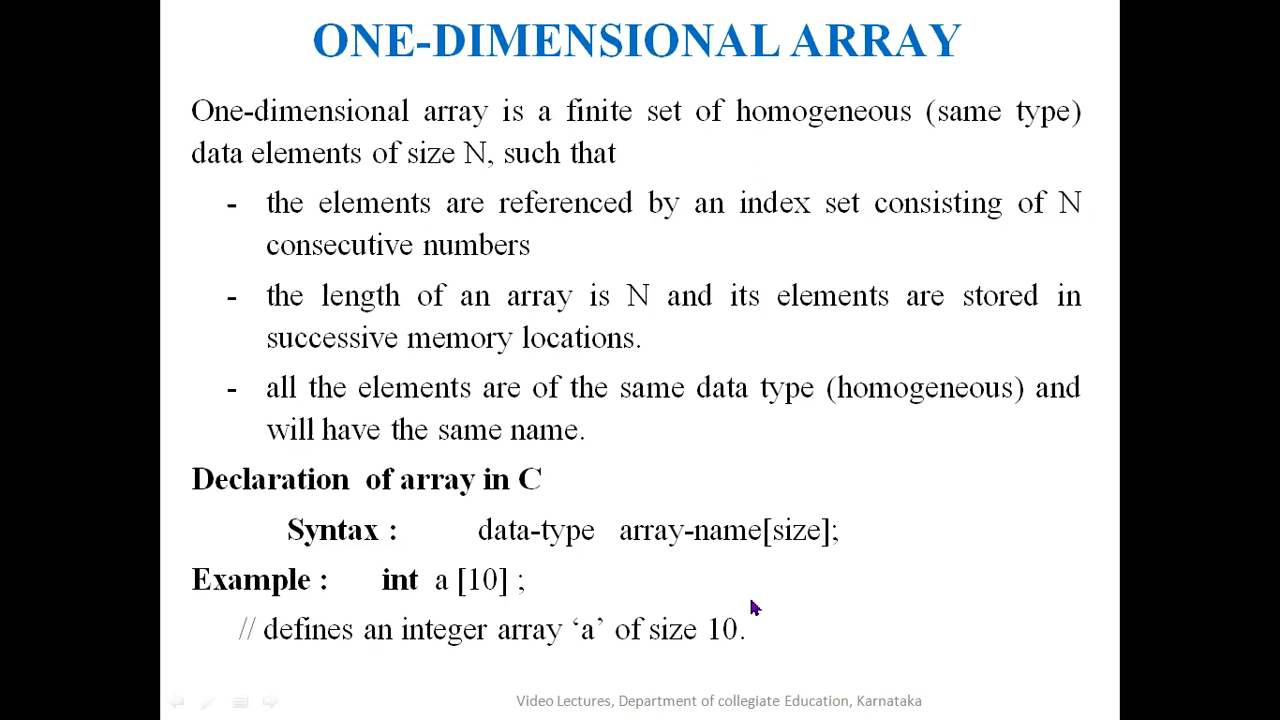 ONE-DIMENSIONAL ARRAY
One-dimensional array is a finite set of homogeneous (same type)
data elements of size N, such that
- the elements are referenced by an index set consisting of N
consecutive numbers
- the length of an array is N and its elements are stored in
successive memory locations.
- all the elements are of the same data type (homogeneous) and
will have the same name.
Declaration of array in C
Syntax : data-type array-name[size];
Example : int a [10] ;
// defines an integer array ‘a’ of size 10.
Video Lectures, Department of collegiate Education, Karnataka